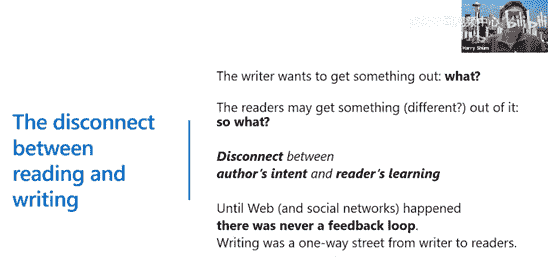 bilibili
Harry Shum
The writer wants to get something out: what?
The readers may get something (different?) out of it:
so what?
The disconnect
between
reading and
writing
Disconnect between
author's intent and reader's learning
Until Web (and social networks) happened
there was never a feedback loop.
Writing was a one-way street from writer to readers.